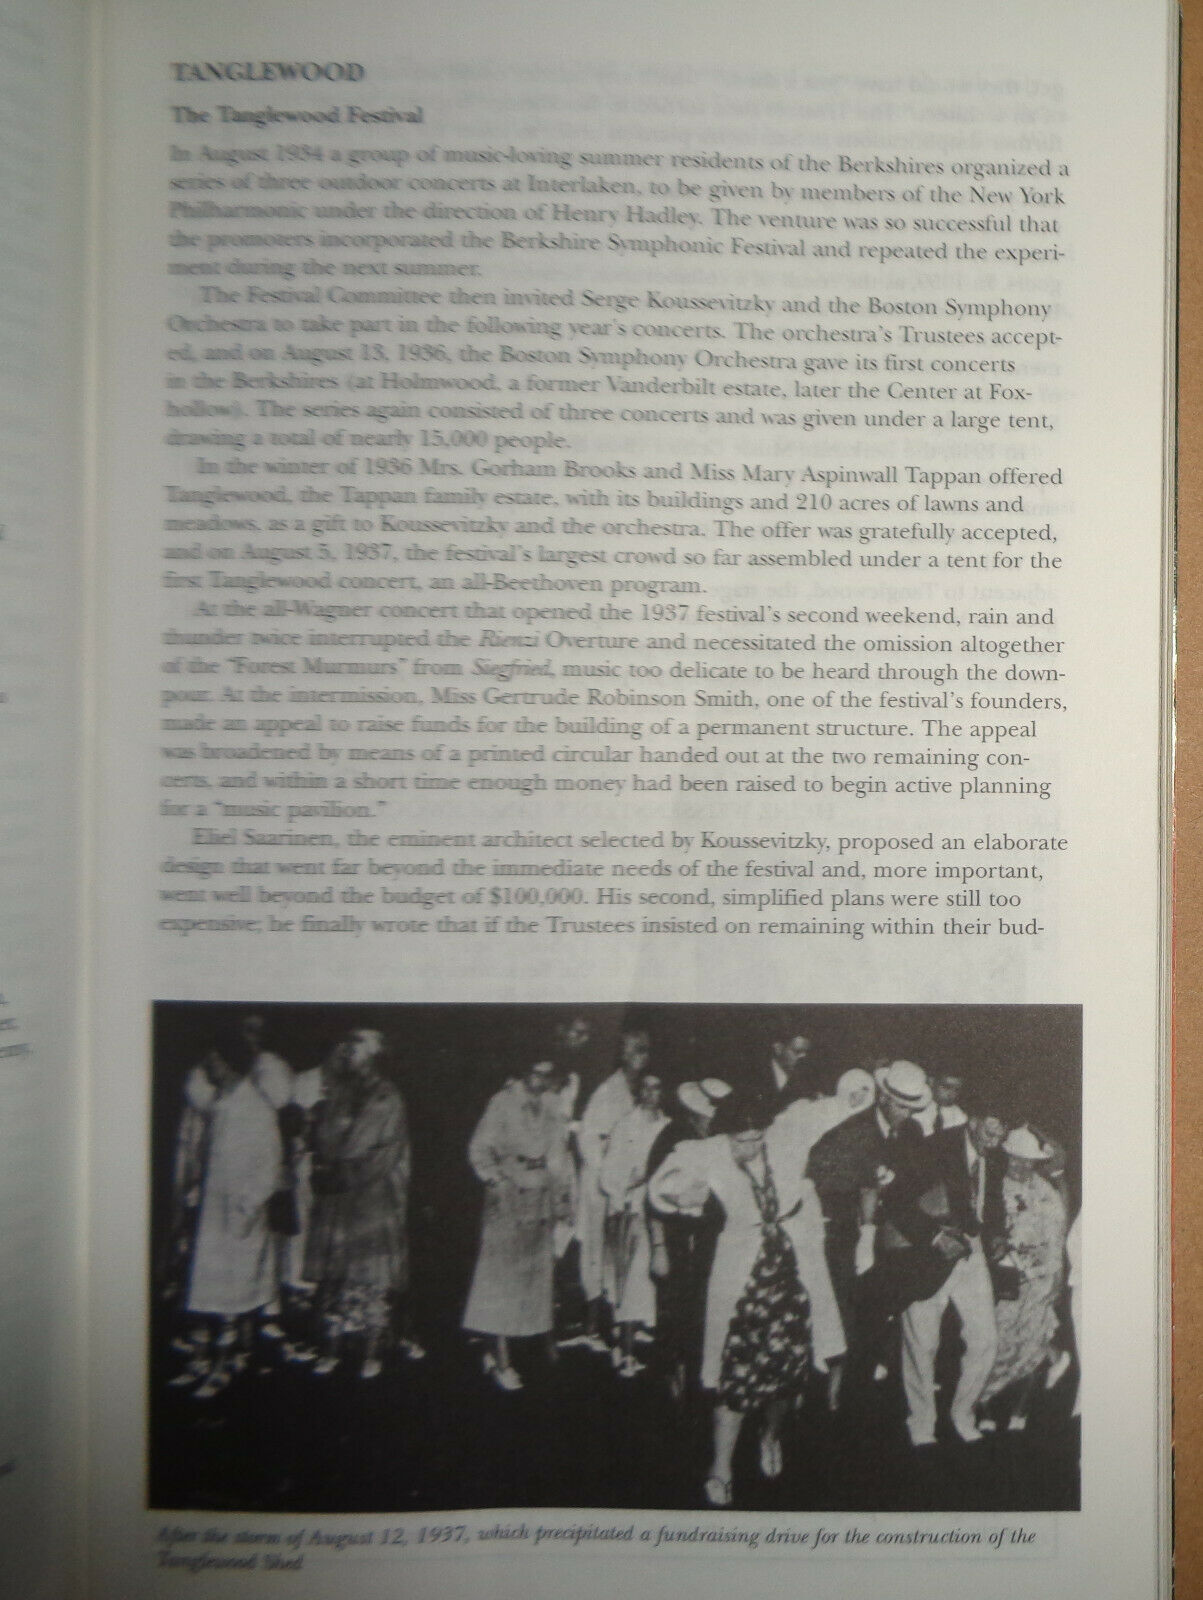 TANGLEWOOD
The Tanglewood Festival
In August 1934 a group of music-loving summer residents of the Berkshires organized a
series of three outdoor concerts at Interlaken, to be given by members of the New York
Philharmonic under the direction of Henry Hadley. The venture was so successful that
the promoters incorporated the Berkshire Symphonic Festival and repeated the experi-
ment during the next summer.
The Festival Committee then invited Serge Koussevitzky and the Boston Symphony
Orchestra to take part in the following year's concerts. The orchestra's Trustees accept-
ed, and on August 13, 1936, the Boston Symphony Orchestra gave its first concerts
in the Berkshires (at Holmwood, a former Vanderbilt estate, later the Center at Fox-
hollow). The series again consisted of three concerts and was given under a large tent,
drawing a total of nearly 15,000 people.
In the winter of 1936 Mrs. Gorham Brooks and Miss Mary Aspinwall Tappan offered
Tanglewood, the Tappan family estate, with its buildings and 210 acres of lawns and
meadows, as a gift to Koussevitzky and the orchestra. The offer was gratefully accepted,
and on August 5, 1937, the festival's largest crowd so far assembled under a tent for the
first Tanglewood concert, an all-Beethoven program.
At the all-Wagner concert that opened the 1937 festival's second weekend, rain and
thunder twice interrupted the Rienzi Overture and necessitated the omission altogether
of the "Forest Murmurs" from Siegfried, music too delicate to be heard through the down-
pour. At the intermission, Miss Gertrude Robinson Smith, one of the festival's founders,
made an appeal to raise funds for the building of a permanent structure. The appeal
was broadened by means of a printed circular handed out at the two remaining con-
certs, and within a short time enough money had been raised to begin active planning
for a "music pavilion."
Eliel Saarinen, the eminent architect selected by Koussevitzky, proposed an elaborate
design that went far beyond the immediate needs of the festival and, more important,
went well beyond the budget of $100,000. His second, simplified plans were still too
expensive; he finally wrote that if the Trustees insisted on remaining within their bud-
After the storm of August 12, 1937, which precipitated a fundraising drive for the construction of the
Tanglewood Shed